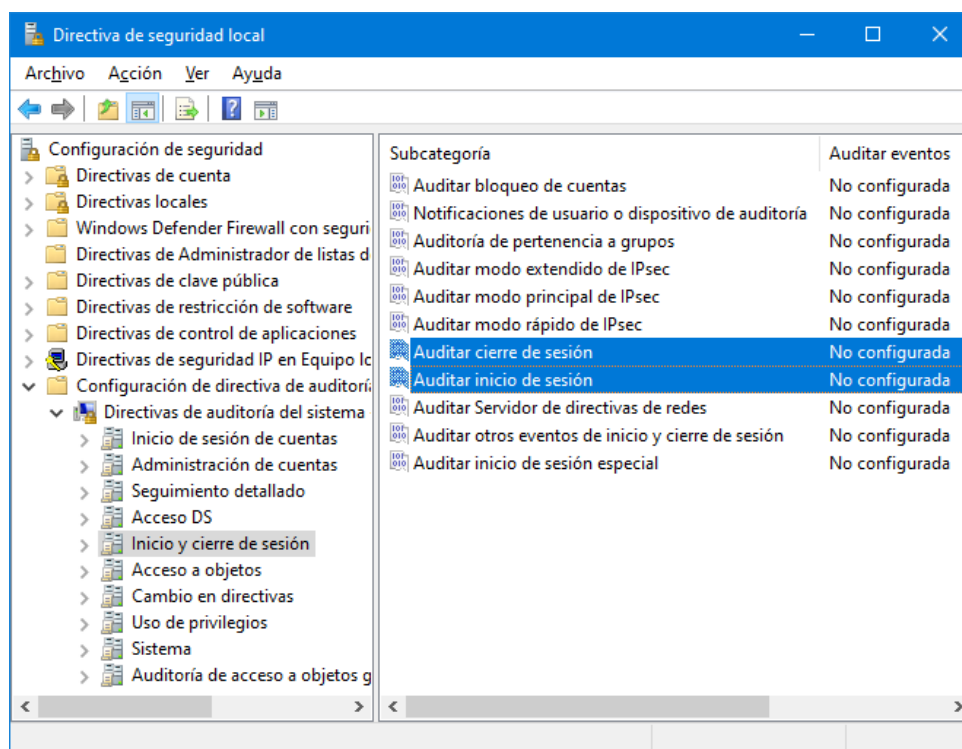 Directiva de seguridad local
Archivo Acción Ver Ayuda
Configuración de seguridad
Directivas de cuenta
Directivas locales
Windows Defender Firewall con seguri
Directivas de Administrador de listas d
Directivas de clave pública
Directivas de restricción de software
Directivas de control de aplicaciones
Directivas de seguridad IP en Equipo lc
Configuración de directiva de auditorí
Directivas de auditoría del sistema
Inicio de sesión de cuentas
Administración de cuentas
Seguimiento detallado
Acceso DS
Inicio y cierre de sesión
Acceso a objetos
Cambio en directivas
Uso de privilegios
Sistema
Auditoría de acceso a objetos g
Subcategoría Auditar eventos
Auditar bloqueo de cuentas No configurada
Notificaciones de usuario o dispositivo de auditoría No configurada
Auditoría de pertenencia a grupos No configurada
Auditar modo extendido de IPsec No configurada
Auditar modo principal de IPsec No configurada
Auditar modo rápido de IPsec No configurada
Auditar cierre de sesión No configurada
Auditar inicio de sesión No configurada
Auditar Servidor de directivas de redes No configurada
Auditar otros eventos de inicio y cierre de sesión No configurada
Auditar inicio de sesión especial No configurada